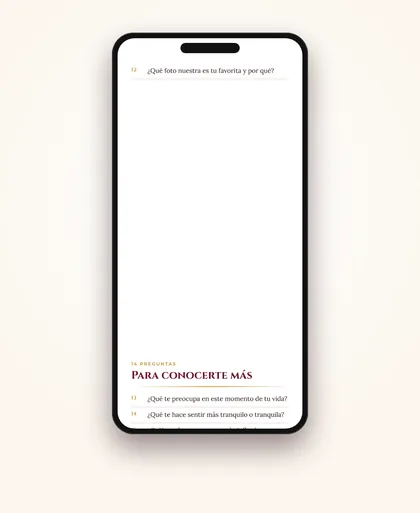 12 ¿Qué foto nuestra es tu favorita y por qué?
14 PREGUNTAS
Para conocerte más
13 ¿Qué te preocupa en este momento de tu vida?
14 ¿Qué te hace sentir más tranquilo o tranquila?